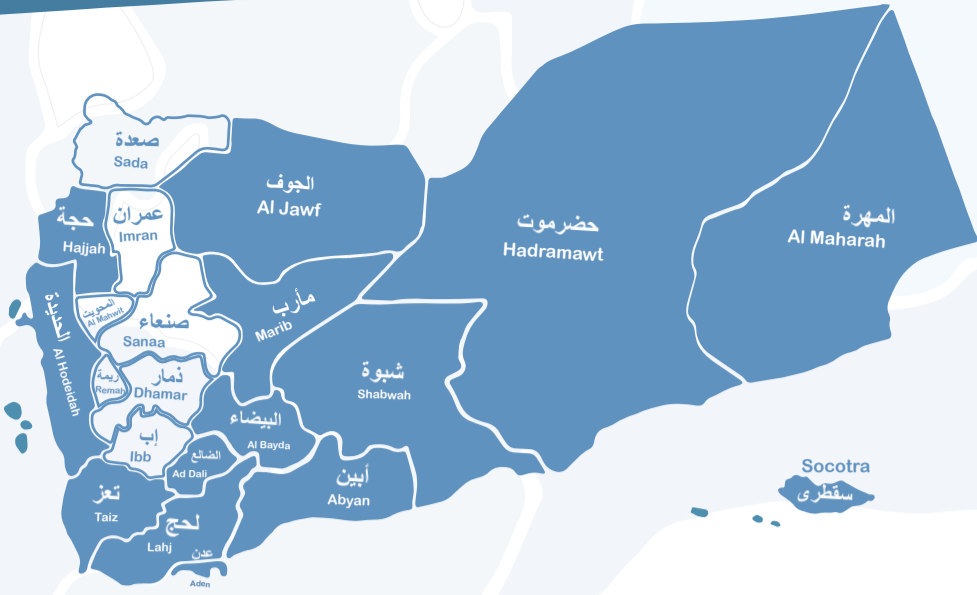 صعدة
Sada
عمران
Imran
حجة
Hajjah
الجوف
Al Jawf
حضرموت
Hadramawt
المهرة
Al Maharah
المحويت
Al Mahwit
صنعاء
Sanaa
مأرب
Marib
الحديدة
Al Hodeidah
ريمة
Remah
ذمار
Dhamar
شبوة
Shabwah
البيضاء
Al Bayda
إب
Ibb
الضالع
Ad Dali
أبين
Abyan
تعز
Taiz
لحج
Lahj
عدن
Aden
Socotra
سقطرى